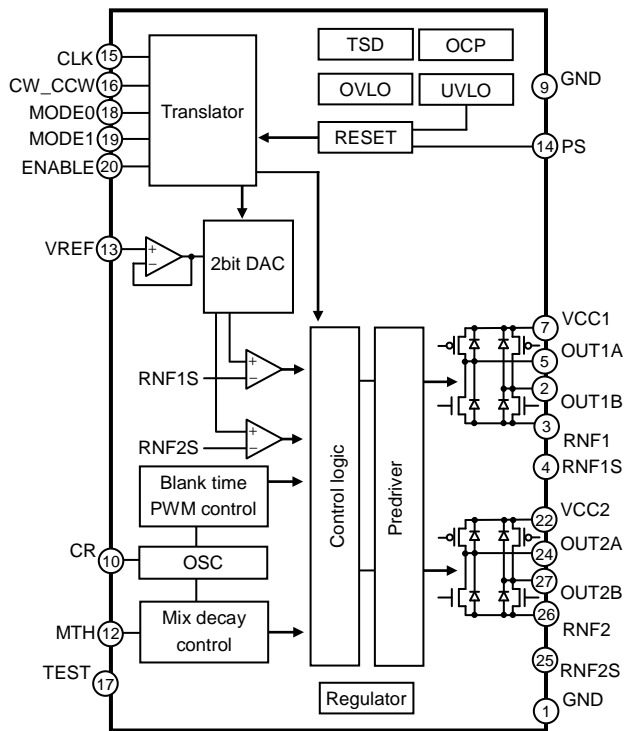 CLK 15
CW_CCW 16
MODE0 18
MODE1 19
ENABLE 20
Translator
TSD
OCP
OVLO
UVLO
RESET
9 GND
14 PS
VREF 13
+
−
2bit DAC
RNF1S
+
−
RNF2S
+
−
Blank time
PWM control
CR 10
OSC
MTH 12
Mix decay
control
TEST 17
Control logic
Predriver
Regulator
7 VCC1
5 OUT1A
2 OUT1B
3 RNF1
4 RNF1S
22 VCC2
24 OUT2A
27 OUT2B
26 RNF2
25 RNF2S
1 GND